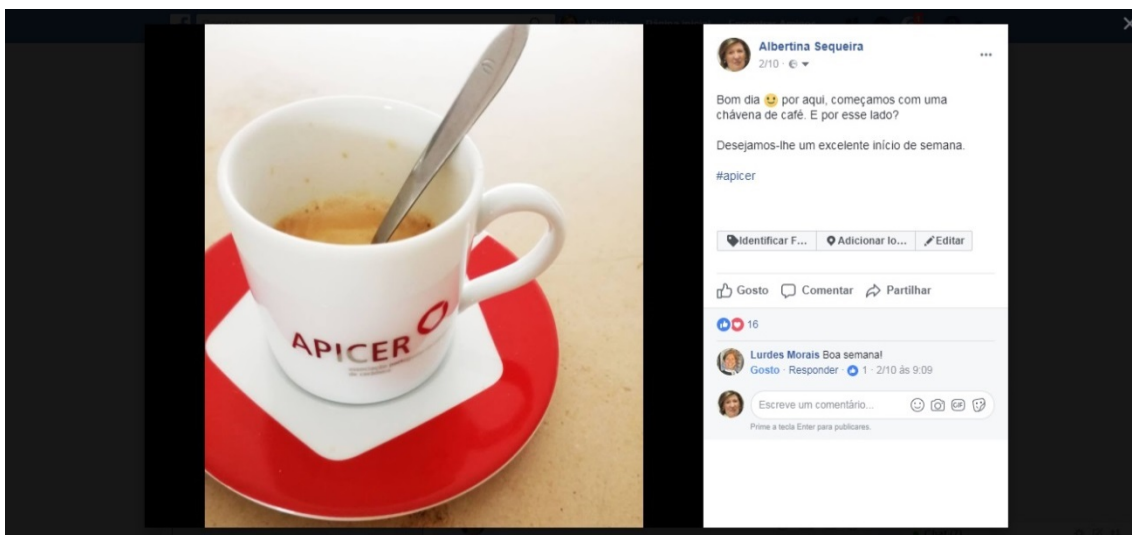 Albertina Sequeira
2/10
Bom dia por aqui, começamos com uma
chávena de café. E por esse lado?
Desejamos-lhe um excelente início de semana.
#apicer
Identificar F... Adicionar lo... Editar
Gosto Comentar Partilhar
16
Lurdes Morais Boa semana!
Gosto · Responder · 1 · 2/10 às 9:09
Escreve um comentário... GIF
Prime a tecla Enter para publicares.
APICER